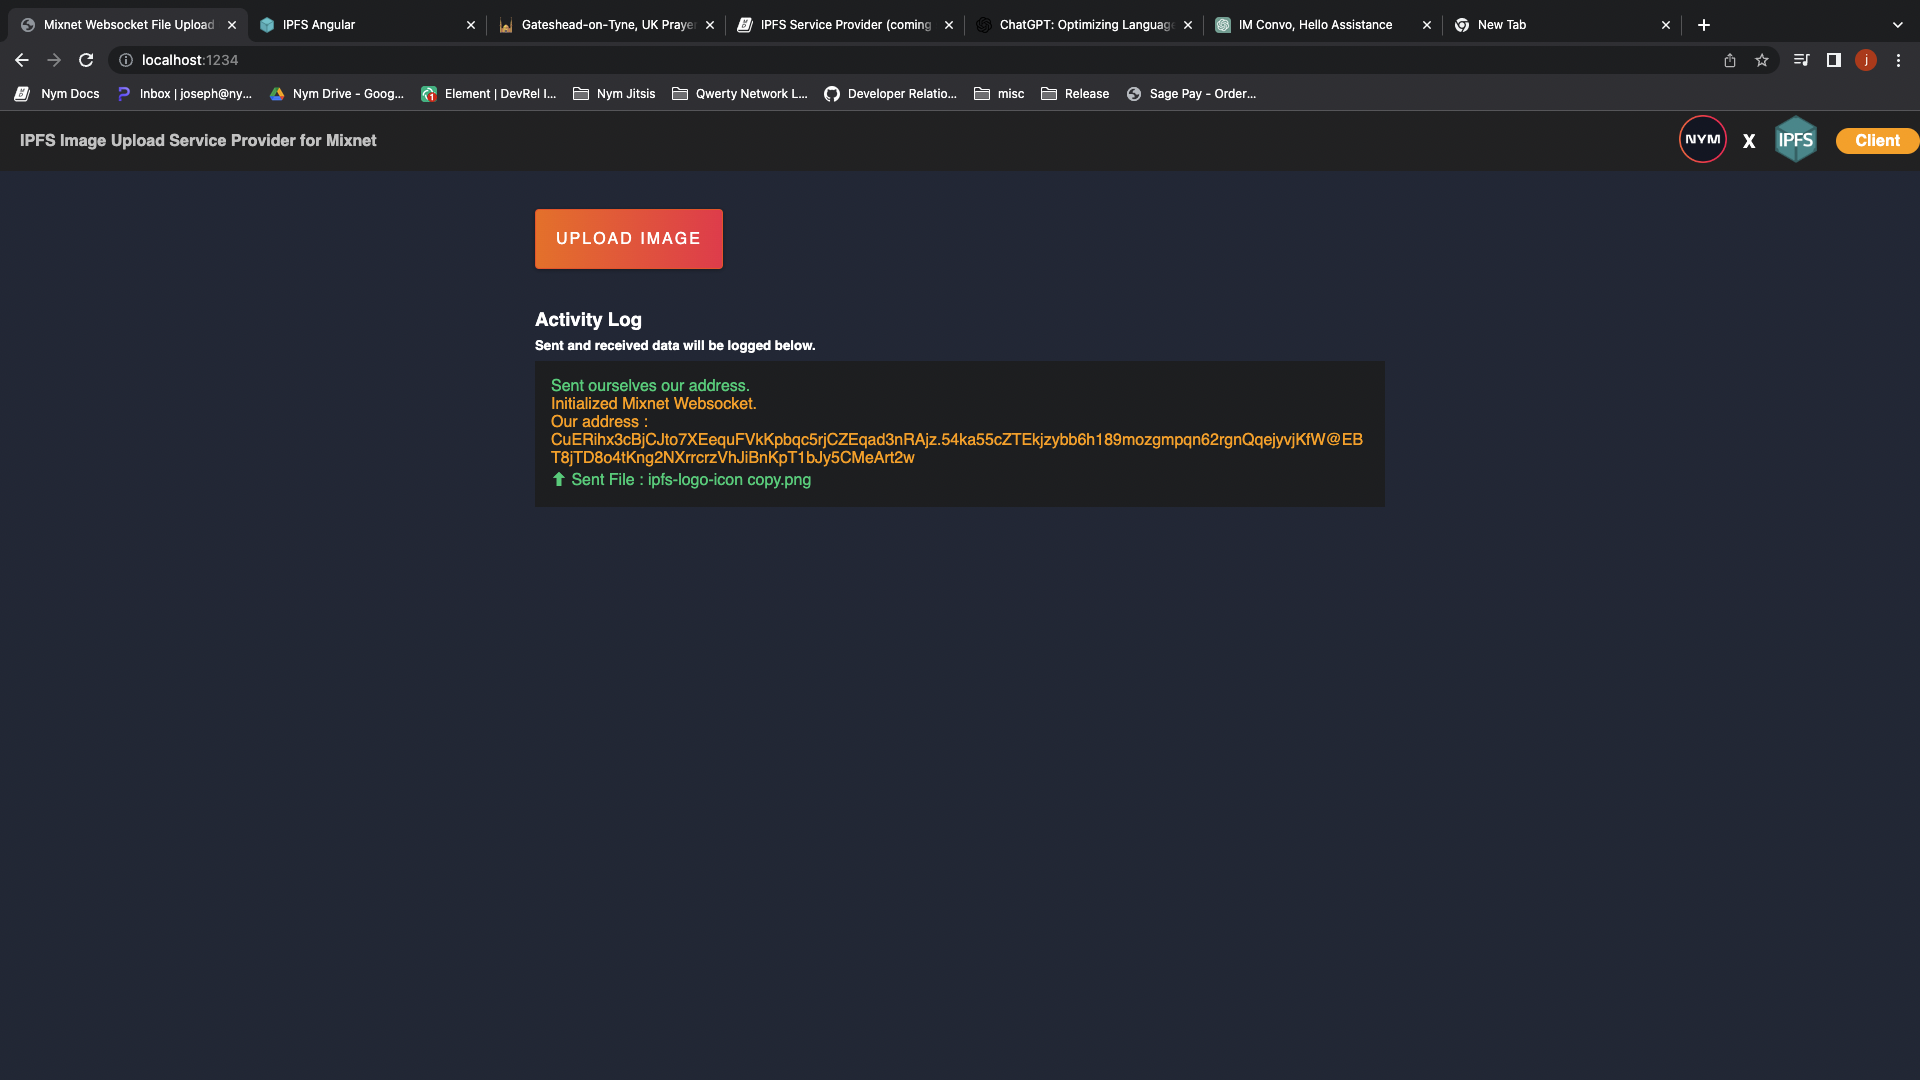 Mixnet Websocket File Upload
IPFS Angular
Gateshead-on-Tyne, UK Prayer
IPFS Service Provider (coming
ChatGPT: Optimizing Language
IM Convo, Hello Assistance
New Tab
localhost:1234
j
Nym Docs
Inbox | joseph@ny...
Nym Drive - Goog...
1
Element | DevRel I...
Nym Jitsis
Qwerty Network L...
Developer Relatio...
misc
Release
Sage Pay - Order...
IPFS Image Upload Service Provider for Mixnet
NYM
X
IPFS
Client
UPLOAD IMAGE
Activity Log
Sent and received data will be logged below.
Sent ourselves our address.
Initialized Mixnet Websocket.
Our address :
CuERihx3cBjCJto7XEequFVkKpbqc5rjCZEqad3nRAjz.54ka55cZTEkjzybb6h189mozgmpqn62rgnQqejyvjKfW@EB
T8jTD8o4tKng2NXrrcrzVhJiBnKpT1bJy5CMeArt2w
⬆ Sent File : ipfs-logo-icon copy.png